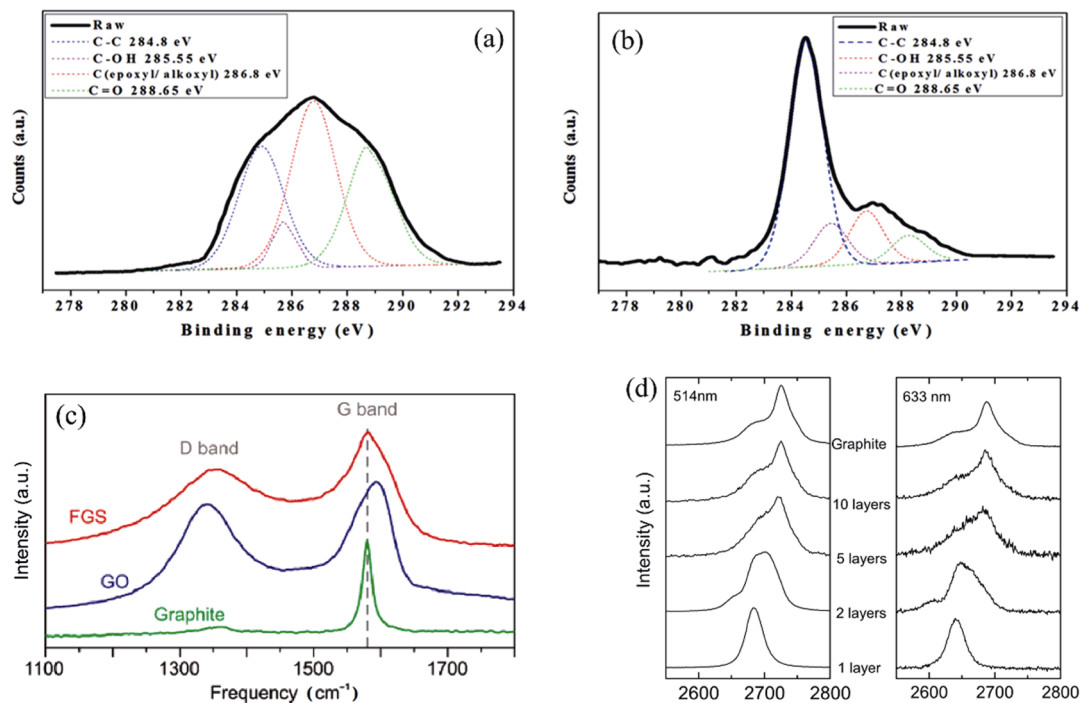 (a)
Raw
C-C 284.8 eV
C-OH 285.55 eV
C(epoxyl/ alkoxyl) 286.8 eV
C=O 288.65 eV
Counts (a.u.)
278 280 282 284 286 288 290 292 294
Binding energy (eV)
(b)
Raw
C-C 284.8 eV
C-OH 285.55 eV
C(epoxyl/ alkoxyl) 286.8 eV
C=O 288.65 eV
Counts (a.u.)
278 280 282 284 286 288 290 292 294
Binding energy (eV)
(c)
G band
D band
FGS
GO
Graphite
Intensity (a.u.)
1100 1300 1500 1700
Frequency (cm⁻¹)
(d)
514nm
633 nm
Graphite
10 layers
5 layers
2 layers
1 layer
Intensity (a.u.)
2600 2700 2800
2600 2700 2800